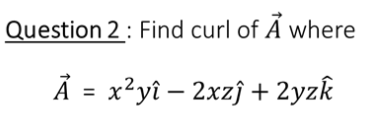 Question 2 : Find curl of A⃗ where
A⃗ = x²yî − 2xzĵ + 2yzk̂